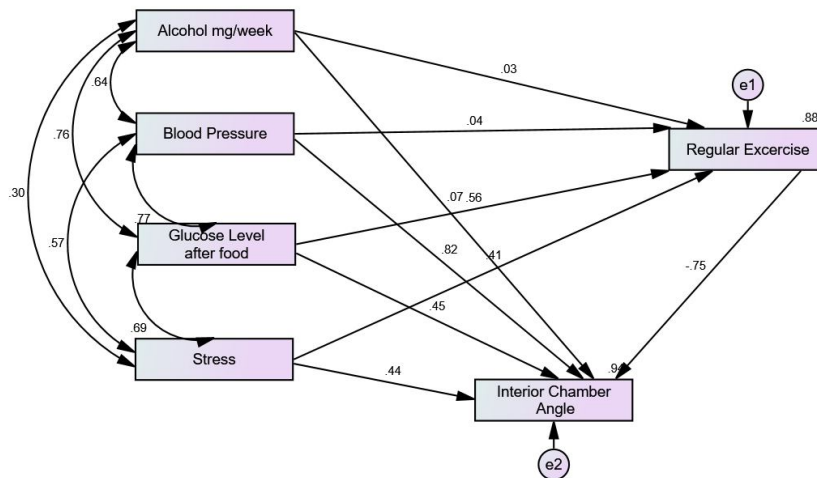 Alcohol mg/week
.03
e1
.64
.88
Blood Pressure
.04
Regular Excercise
.76
.30
.07
.56
.77
Glucose Level
after food
.57
.82
.41
-.75
.45
.69
Stress
.44
Interior Chamber
Angle
e2